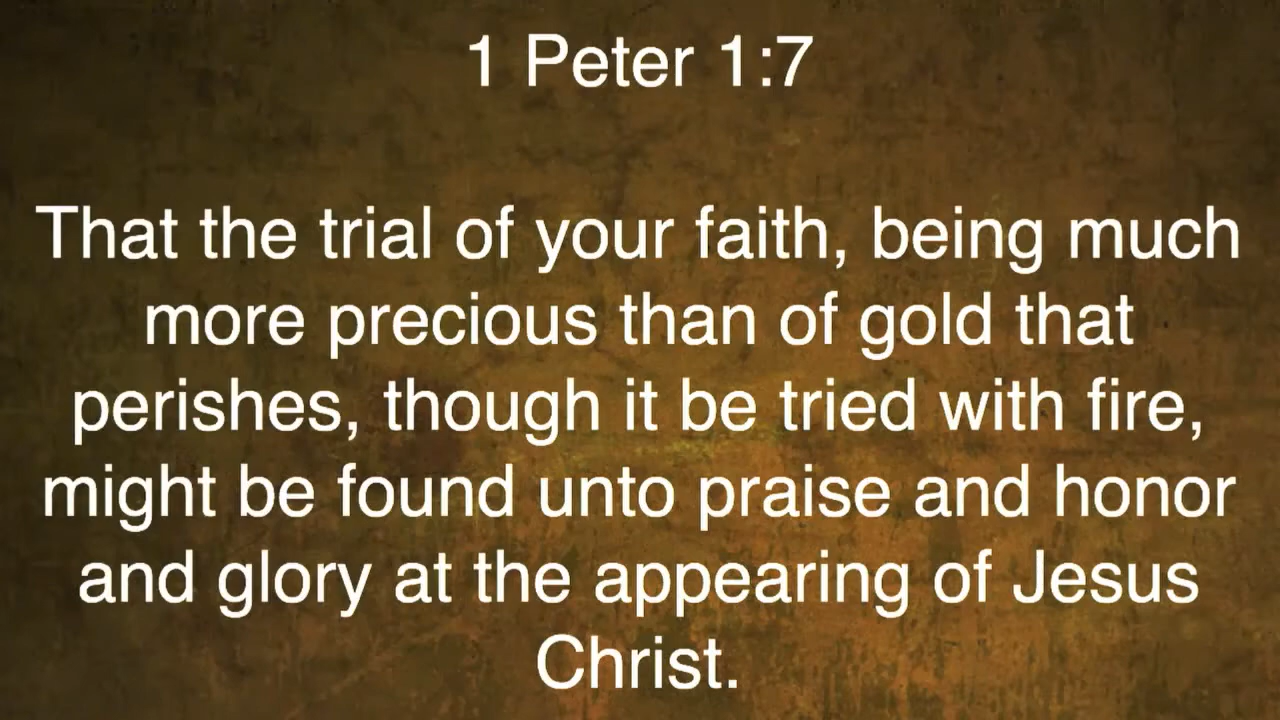 1 Peter 1:7
That the trial of your faith, being much
more precious than of gold that
perishes, though it be tried with fire,
might be found unto praise and honor
and glory at the appearing of Jesus
Christ.